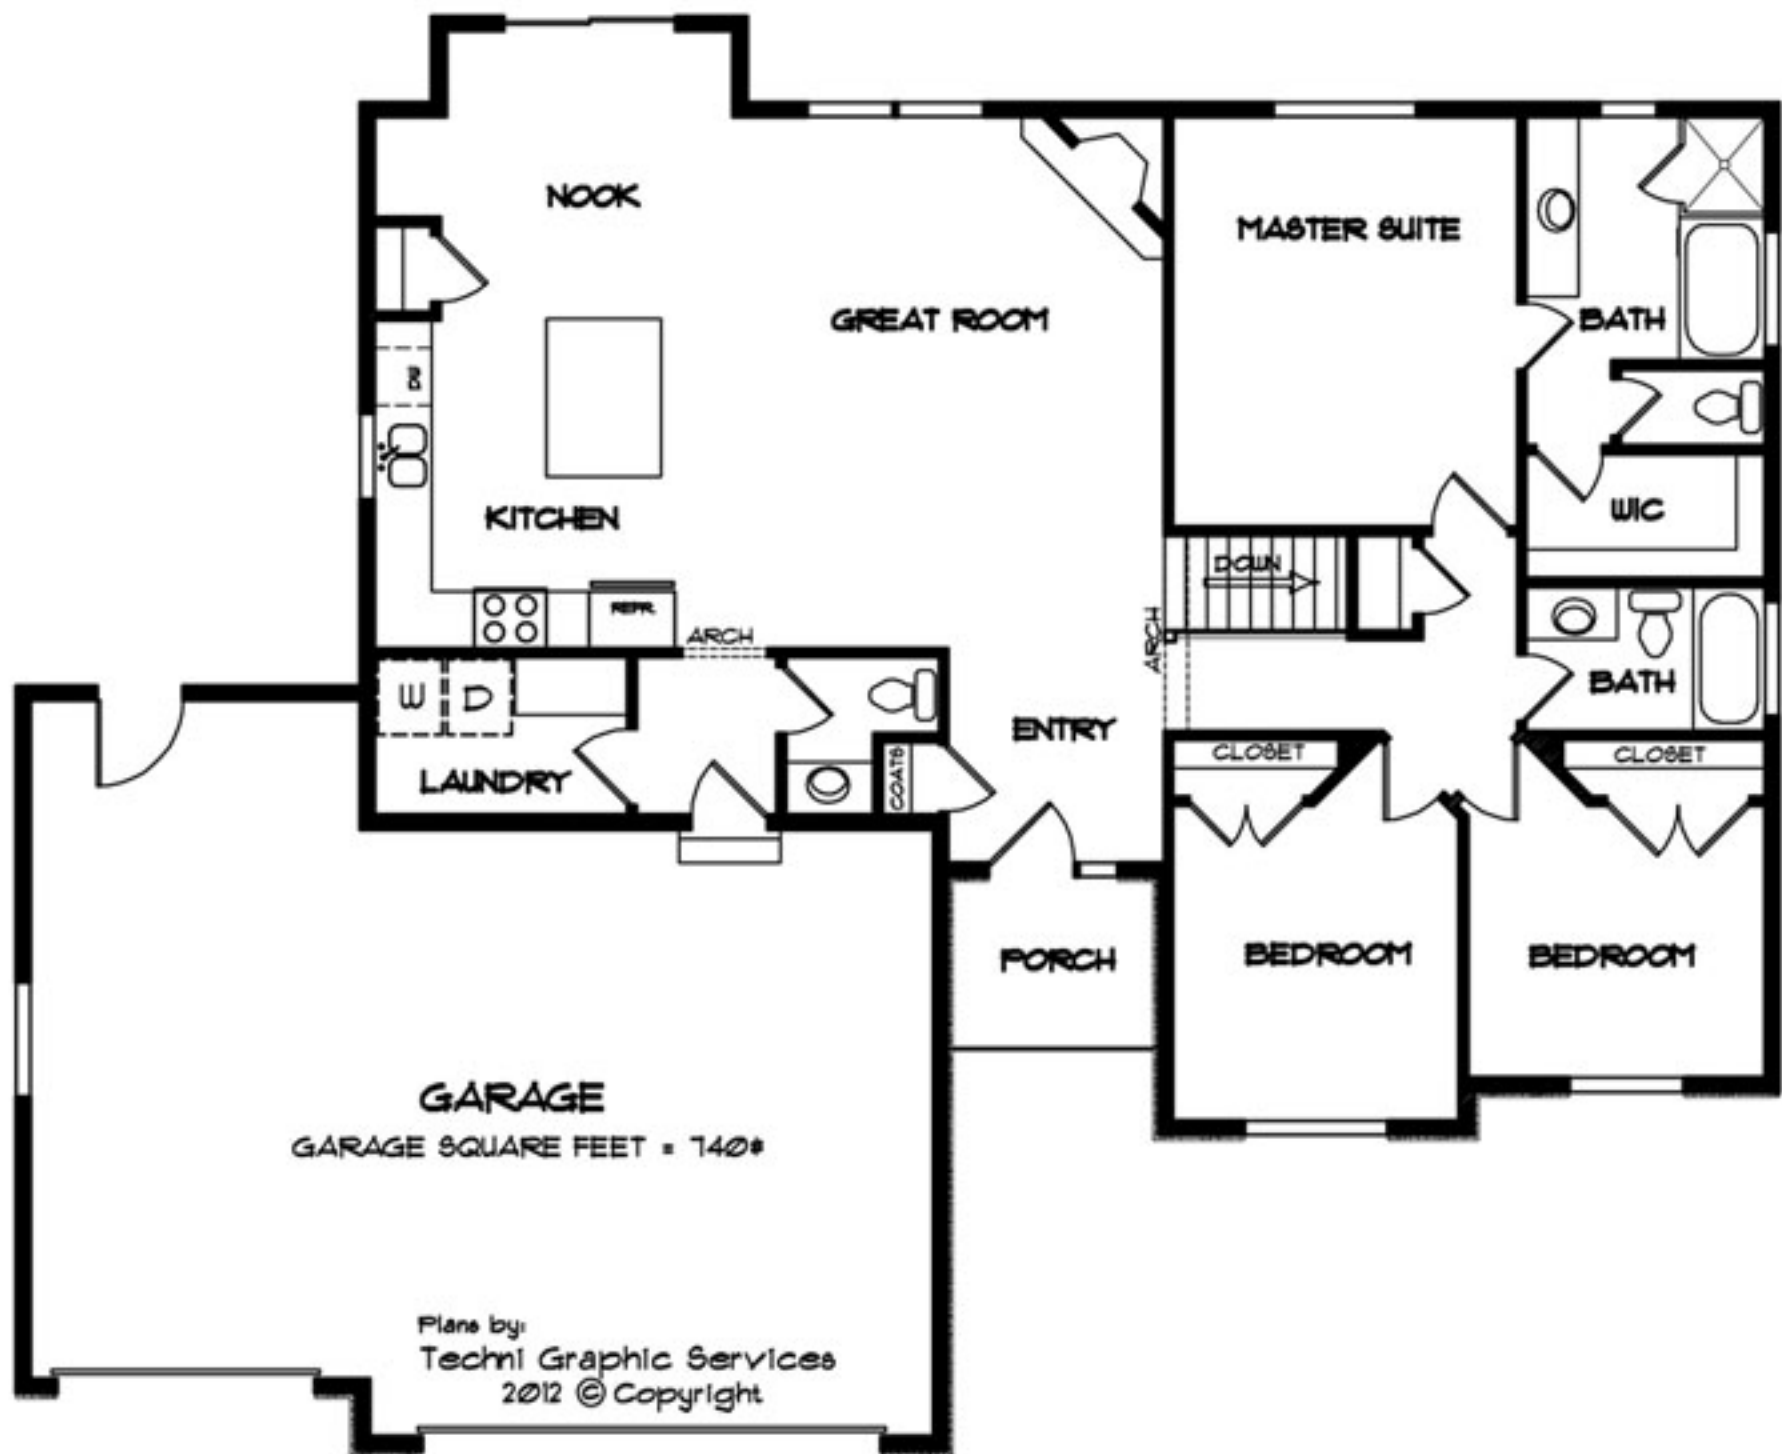 NOOK
MASTER SUITE
GREAT ROOM
BATH
DW
KITCHEN
WIC
DOWN
REFR.
ARCH
ARCH
W D
BATH
ENTRY
CLOSET
CLOSET
LAUNDRY
COATS
PORCH
BEDROOM
BEDROOM
GARAGE
GARAGE SQUARE FEET = 740#
Plans by:
Techni Graphic Services
2012 © Copyright